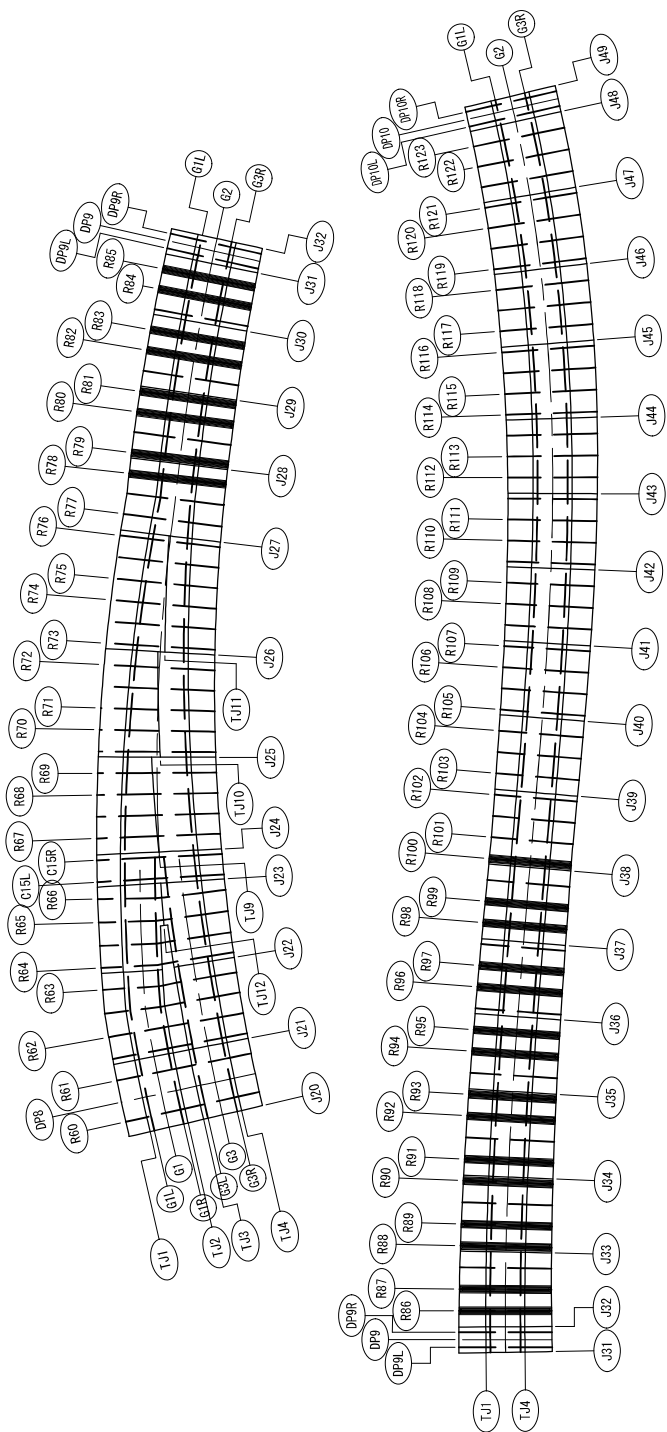 G1L
G2
G3R
DP9R
DP9
DP9L
R85
R84
R83
R82
R81
R80
R79
R78
R77
R76
R75
R74
R73
R72
R71
R70
R69
R68
R67
C15R
C15L
R66
R65
R64
R63
R62
R61
DP8
R60
J32
J31
J30
J29
J28
J27
J26
TJ11
J25
TJ10
J24
J23
TJ9
J22
TJ12
J21
J20
TJ1
G1L
G1
G1R
TJ2
G3L
TJ3
G3
G3R
TJ4
G1L
G2
G3R
DP10R
DP10
DP10L
R123
R122
R121
R120
R119
R118
R117
R116
R115
R114
R113
R112
R111
R110
R109
R108
R107
R106
R105
R104
R103
R102
R101
R100
R99
R98
R97
R96
R95
R94
R93
R92
R91
R90
R89
R88
R87
R86
DP9R
DP9
DP9L
J49
J48
J47
J46
J45
J44
J43
J42
J41
J40
J39
J38
J37
J36
J35
J34
J33
J32
J31
TJ1
TJ4